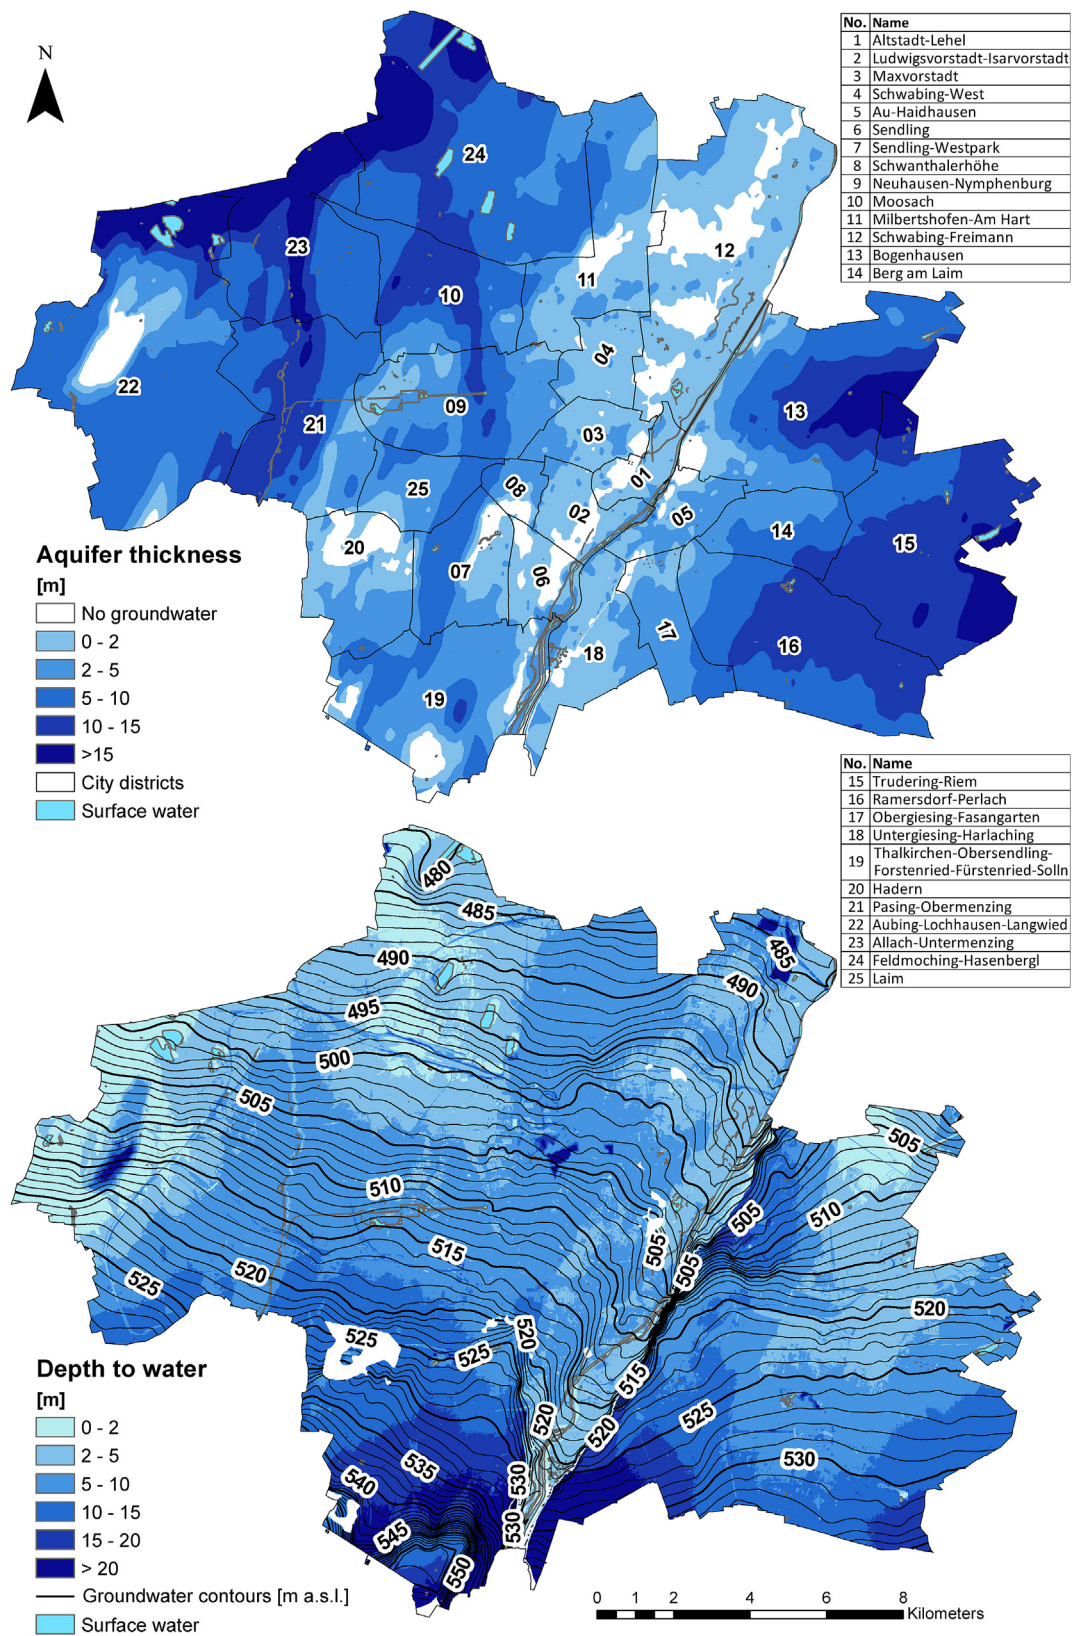 N
No. Name
1 Altstadt-Lehel
2 Ludwigsvorstadt-Isarvorstadt
3 Maxvorstadt
4 Schwabing-West
5 Au-Haidhausen
6 Sendling
7 Sendling-Westpark
8 Schwanthalerhöhe
9 Neuhausen-Nymphenburg
10 Moosach
11 Milbertshofen-Am Hart
12 Schwabing-Freimann
13 Bogenhausen
14 Berg am Laim
24
23
12
11
10
04
22
09
13
21
03
25
08
01
02
05
14
20
07
06
15
17
16
18
19
Aquifer thickness
[m]
No groundwater
0 - 2
2 - 5
5 - 10
10 - 15
>15
City districts
Surface water
No. Name
15 Trudering-Riem
16 Ramersdorf-Perlach
17 Obergiesing-Fasangarten
18 Untergiesing-Harlaching
19 Thalkirchen-Obersendling-
Forstenried-Fürstenried-Solln
20 Hadern
21 Pasing-Obermenzing
22 Aubing-Lochhausen-Langwied
23 Allach-Untermenzing
24 Feldmoching-Hasenbergl
25 Laim
480
485
490
485
490
495
500
505
505
510
505
510
515
505
505
520
525
520
525
520
525
515
520
520
525
530
535
540
530
530
545
550
Depth to water
[m]
0 - 2
2 - 5
5 - 10
10 - 15
15 - 20
> 20
Groundwater contours [m a.s.l.]
Surface water
0 1 2 4 6 8
Kilometers